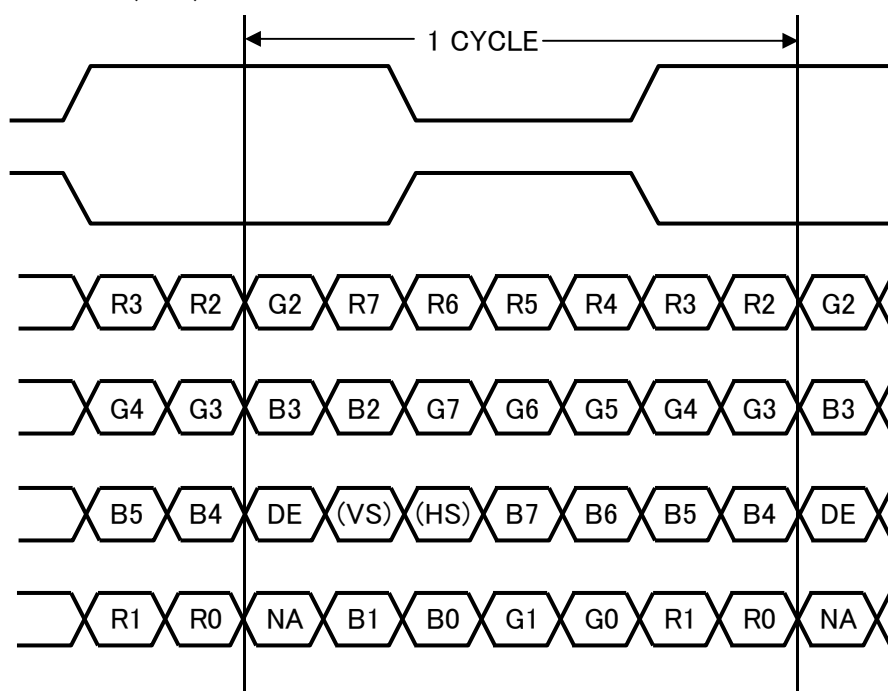 1 CYCLE
R3 R2 G2 R7 R6 R5 R4 R3 R2 G2
G4 G3 B3 B2 G7 G6 G5 G4 G3 B3
B5 B4 DE (VS) (HS) B7 B6 B5 B4 DE
R1 R0 NA B1 B0 G1 G0 R1 R0 NA